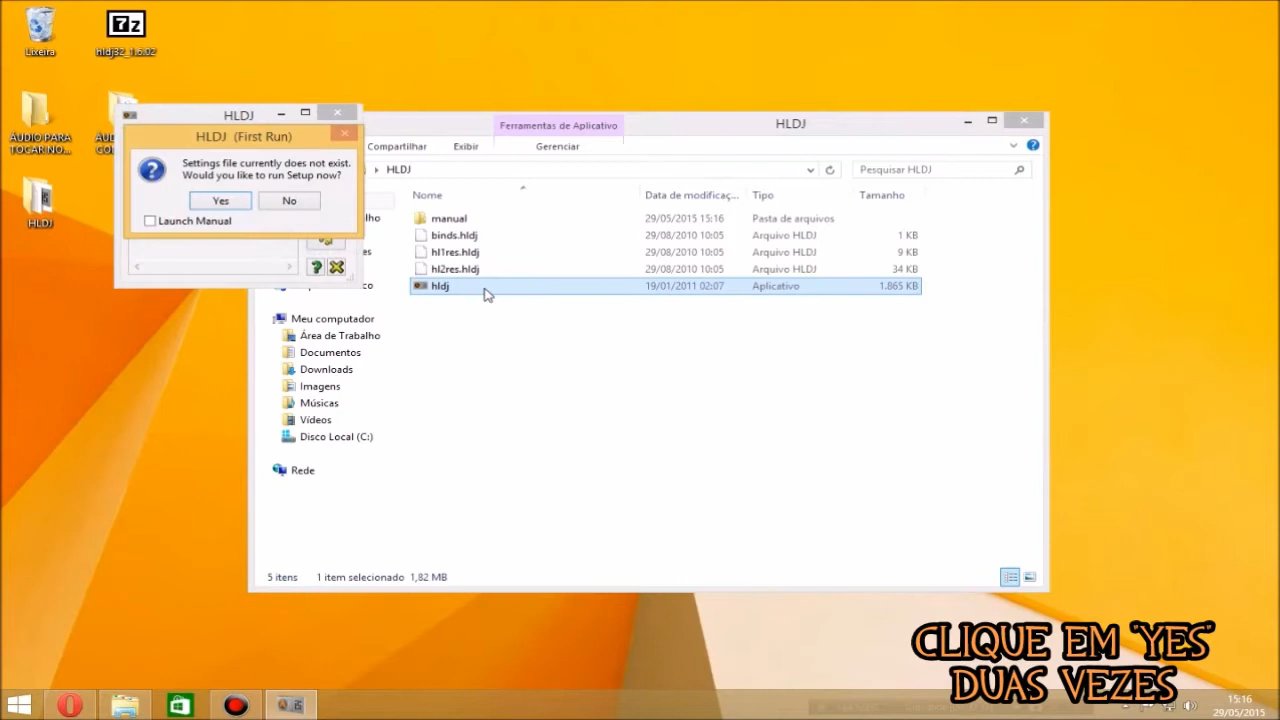 Lixeira
hldj32_1.6.02
ÁUDIO PARA
TOCAR NO...
HLDJ
HLDJ
HLDJ (First Run)
Settings file currently does not exist.
Would you like to run Setup now?
Yes
No
Launch Manual
Ferramentas de Aplicativo
HLDJ
Compartilhar
Exibir
Gerenciar
HLDJ
Pesquisar HLDJ
Nome
Data de modificaç...
Tipo
Tamanho
manual
29/05/2015 15:16
Pasta de arquivos
binds.hldj
29/08/2010 10:05
Arquivo HLDJ
1 KB
hl1res.hldj
29/08/2010 10:05
Arquivo HLDJ
9 KB
hl2res.hldj
29/08/2010 10:05
Arquivo HLDJ
34 KB
hldj
19/01/2011 02:07
Aplicativo
1.865 KB
Meu computador
Área de Trabalho
Documentos
Downloads
Imagens
Músicas
Vídeos
Disco Local (C:)
Rede
5 itens
1 item selecionado 1,82 MB
CLIQUE EM "YES"
DUAS VEZES
15:16
29/05/2015